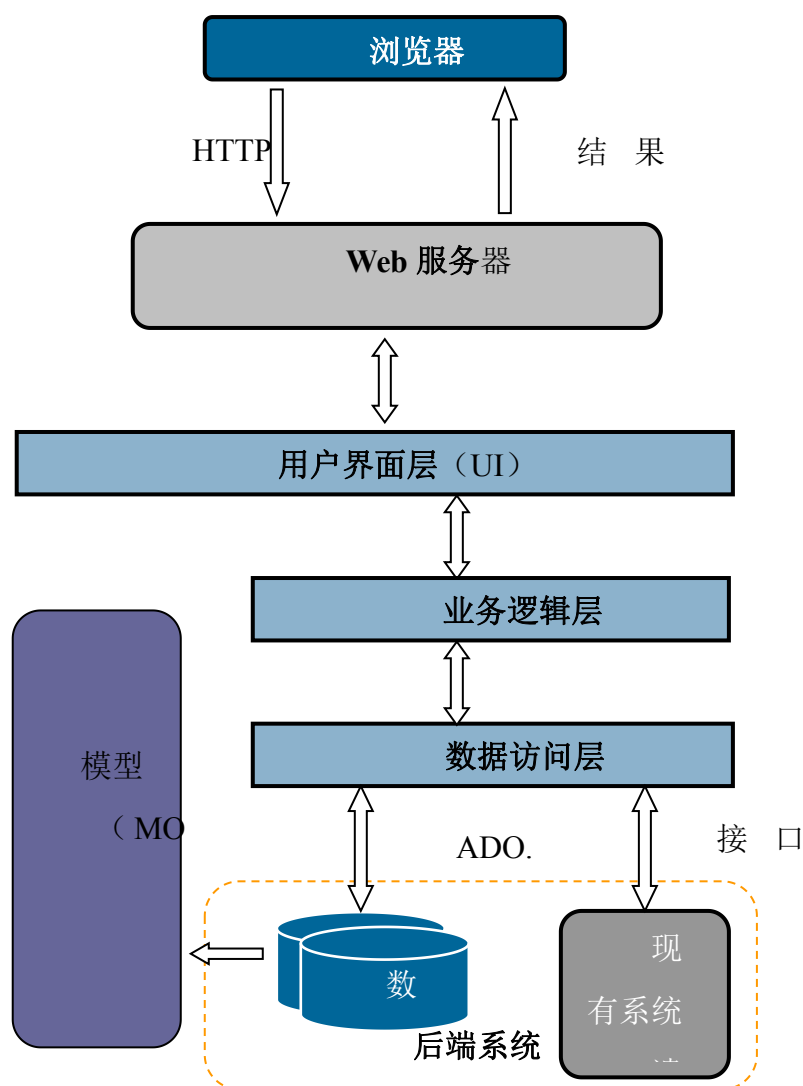 浏览器
HTTP
结 果
Web 服务器
用户界面层（UI）
业务逻辑层
数据访问层
模型
（ MO
ADO.
接 口
数
现
有系统
后端系统